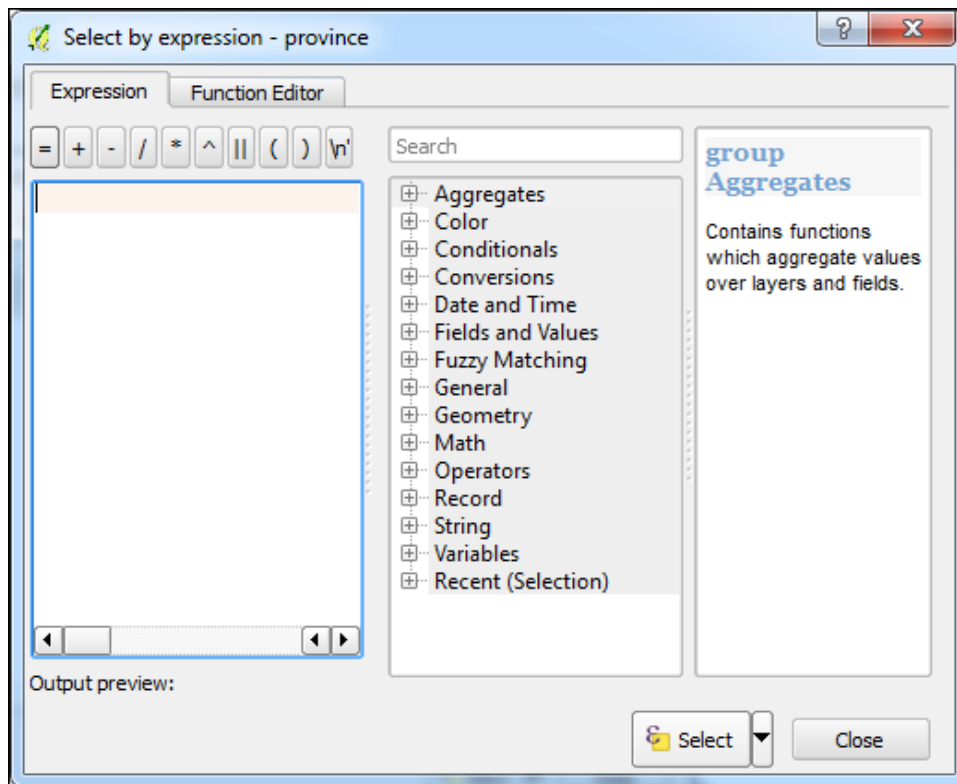 Select by expression - province
Expression
Function Editor
= + - / * ^ || ( ) \n'
Search
Aggregates
Color
Conditionals
Conversions
Date and Time
Fields and Values
Fuzzy Matching
General
Geometry
Math
Operators
Record
String
Variables
Recent (Selection)
group
Aggregates
Contains functions
which aggregate values
over layers and fields.
Output preview:
ε Select
Close